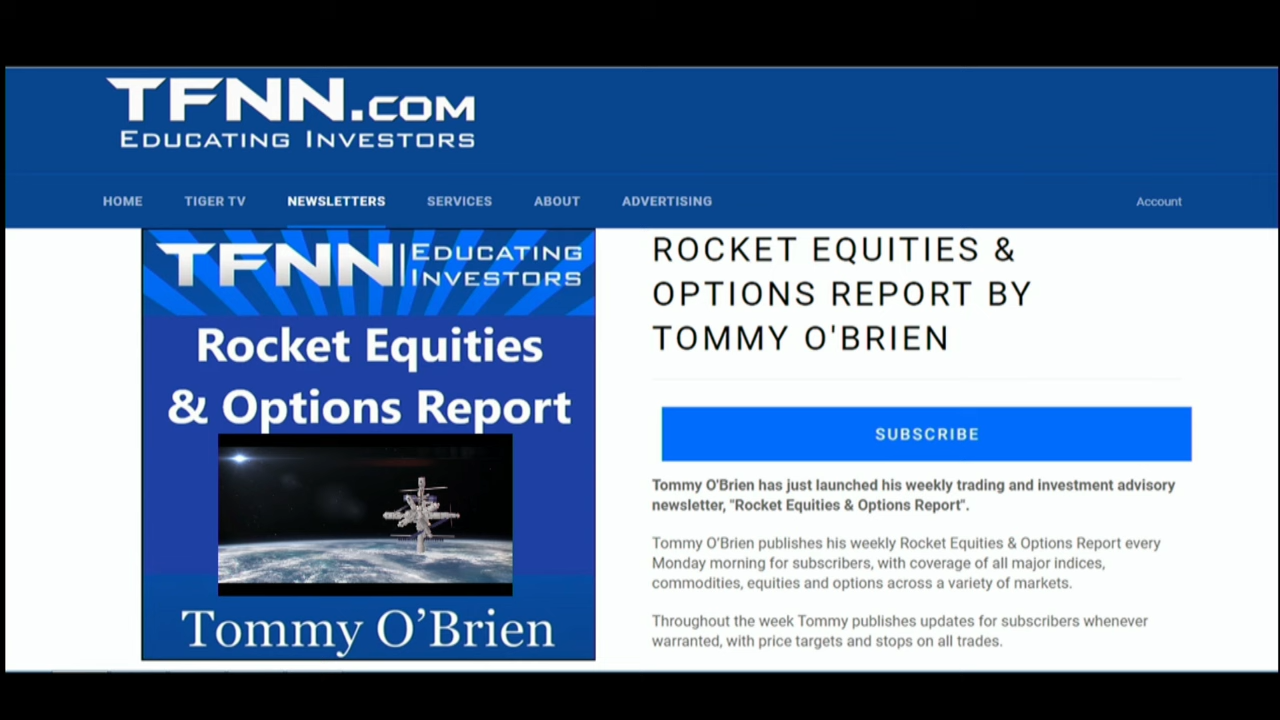 TFNN.COM
EDUCATING INVESTORS
HOME TIGER TV NEWSLETTERS SERVICES ABOUT ADVERTISING Account
TFNN EDUCATING
INVESTORS
Rocket Equities
& Options Report
Tommy O’Brien
ROCKET EQUITIES &
OPTIONS REPORT BY
TOMMY O'BRIEN
SUBSCRIBE
Tommy O'Brien has just launched his weekly trading and investment advisory
newsletter, "Rocket Equities & Options Report".
Tommy O'Brien publishes his weekly Rocket Equities & Options Report every
Monday morning for subscribers, with coverage of all major indices,
commodities, equities and options across a variety of markets.
Throughout the week Tommy publishes updates for subscribers whenever
warranted, with price targets and stops on all trades.